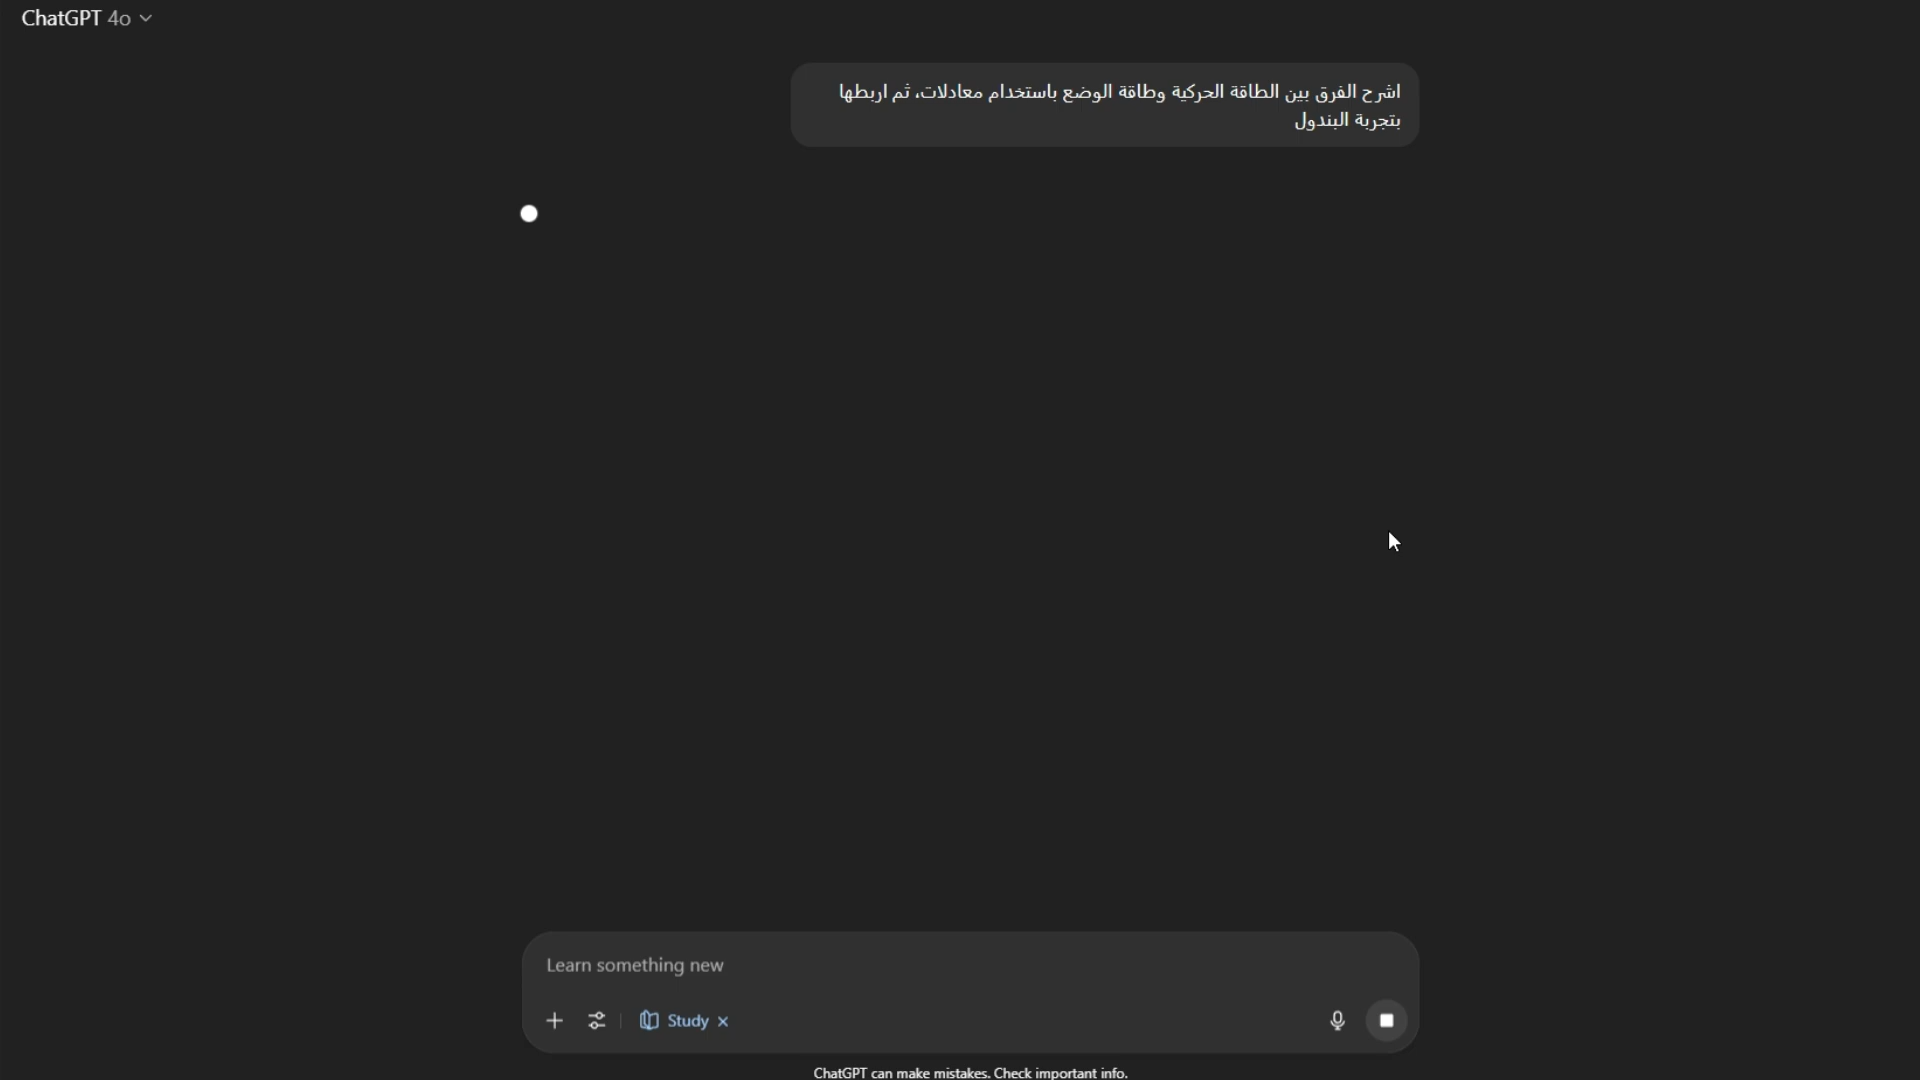 ChatGPT 4o
اشرح الفرق بين الطاقة الحركية وطاقة الوضع باستخدام معادلات، ثم اربطها
بتجربة البندول
Learn something new
Study
ChatGPT can make mistakes. Check important info.